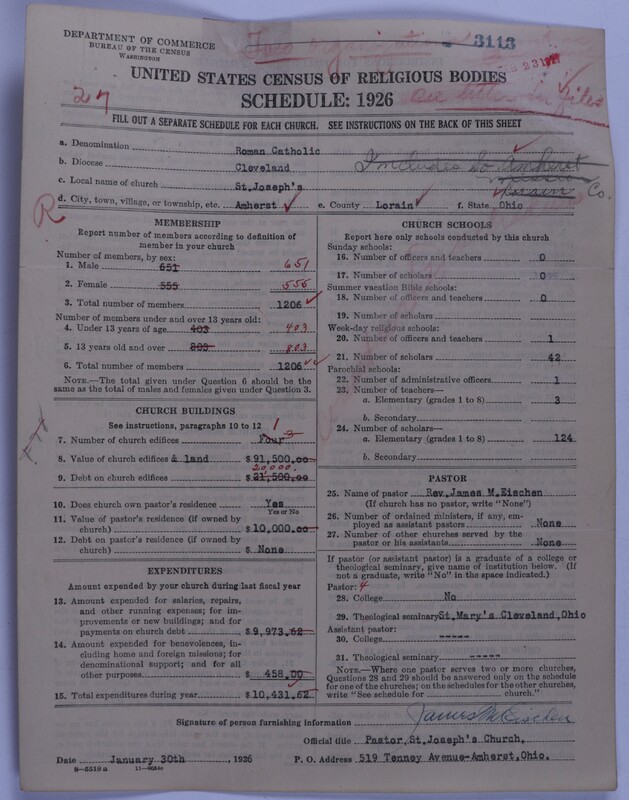 DEPARTMENT OF COMMERCE
BUREAU OF THE CENSUS
WASHINGTON
Two organizations
3113
UNITED STATES CENSUS OF RELIGIOUS BODIES
SCHEDULE: 1926
27
see letter in files
FILL OUT A SEPARATE SCHEDULE FOR EACH CHURCH. SEE INSTRUCTIONS ON THE BACK OF THIS SHEET
a. Denomination Roman Catholic
b. Diocese Cleveland
Includes So Amherst
c. Local name of church St.Joseph's
Lorain Co.
d. City, town, village, or township, etc. Amherst e. County Lorain f. State Ohio
R
MEMBERSHIP
Report number of members according to definition of
member in your church
Number of members, by sex:
1. Male 651 651
2. Female 555 555
3. Total number of members 1206
Number of members under and over 13 years old:
4. Under 13 years of age 403 403
5. 13 years old and over 803 803
6. Total number of members 1206
NOTE.—The total given under Question 6 should be
the same as the total of males and females given under Question 3.
CHURCH BUILDINGS
See instructions, paragraphs 10 to 12
7. Number of church edifices Four
8. Value of church edifices & land $ 91,500.00
20,000.
9. Debt on church edifices $ 21,500.00
10. Does church own pastor's residence Yes
Yes or No
11. Value of pastor's residence (if owned by
church) $ 10,000.00
12. Debt on pastor's residence (if owned by
church) $ None
EXPENDITURES
Amount expended by your church during last fiscal year
13. Amount expended for salaries, repairs,
and other running expenses; for im-
provements or new buildings; and for
payments on church debt $ 9,973.62
14. Amount expended for benevolences, in-
cluding home and foreign missions; for
denominational support; and for all
other purposes $ 458.00
15. Total expenditures during year $ 10,431.62
CHURCH SCHOOLS
Report here only schools conducted by this church
Sunday schools:
16. Number of officers and teachers 0
17. Number of scholars 0
Summer vacation Bible schools:
18. Number of officers and teachers 0
19. Number of scholars
Week-day religious schools:
20. Number of officers and teachers 1
21. Number of scholars 42
Parochial schools:
22. Number of administrative officers 1
23. Number of teachers—
a. Elementary (grades 1 to 8) 3
b. Secondary
24. Number of scholars—
a. Elementary (grades 1 to 8) 124
b. Secondary
PASTOR
25. Name of pastor Rev.James M.Eischen
(If church has no pastor, write "None")
26. Number of ordained ministers, if any, em-
ployed as assistant pastors None
27. Number of other churches served by the
pastor or his assistants None
If pastor (or assistant pastor) is a graduate of a college or
theological seminary, give name of institution below. (If
not a graduate, write "No" in the space indicated.)
Pastor: 4
28. College No
29. Theological seminary St.Mary's Cleveland,Ohio
Assistant pastor:
30. College -----
31. Theological seminary -----
NOTE.—Where one pastor serves two or more churches,
Questions 28 and 29 should be answered only on the schedule
for one of the churches; on the schedules for the other churches,
write "See schedule for church."
Signature of person furnishing information James M Eischen
Official title Pastor,St.Joseph's Church.
Date January 30th , 1926 P. O. Address 519 Tenney Avenue-Amherst,Ohio.